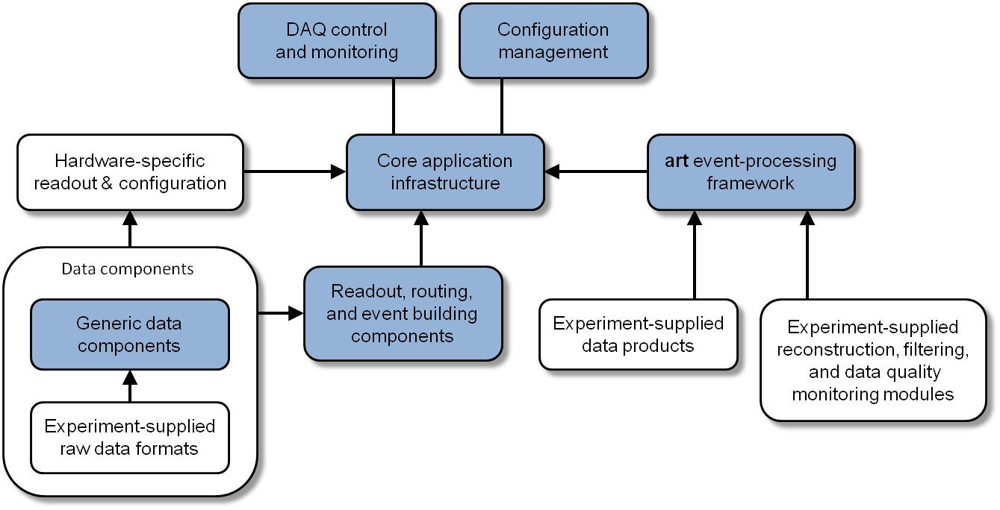 DAQ control
and monitoring
Configuration
management
Hardware-specific
readout & configuration
Core application
infrastructure
art event-processing
framework
Data components
Generic data
components
Experiment-supplied
raw data formats
Readout, routing,
and event building
components
Experiment-supplied
data products
Experiment-supplied
reconstruction, filtering,
and data quality
monitoring modules